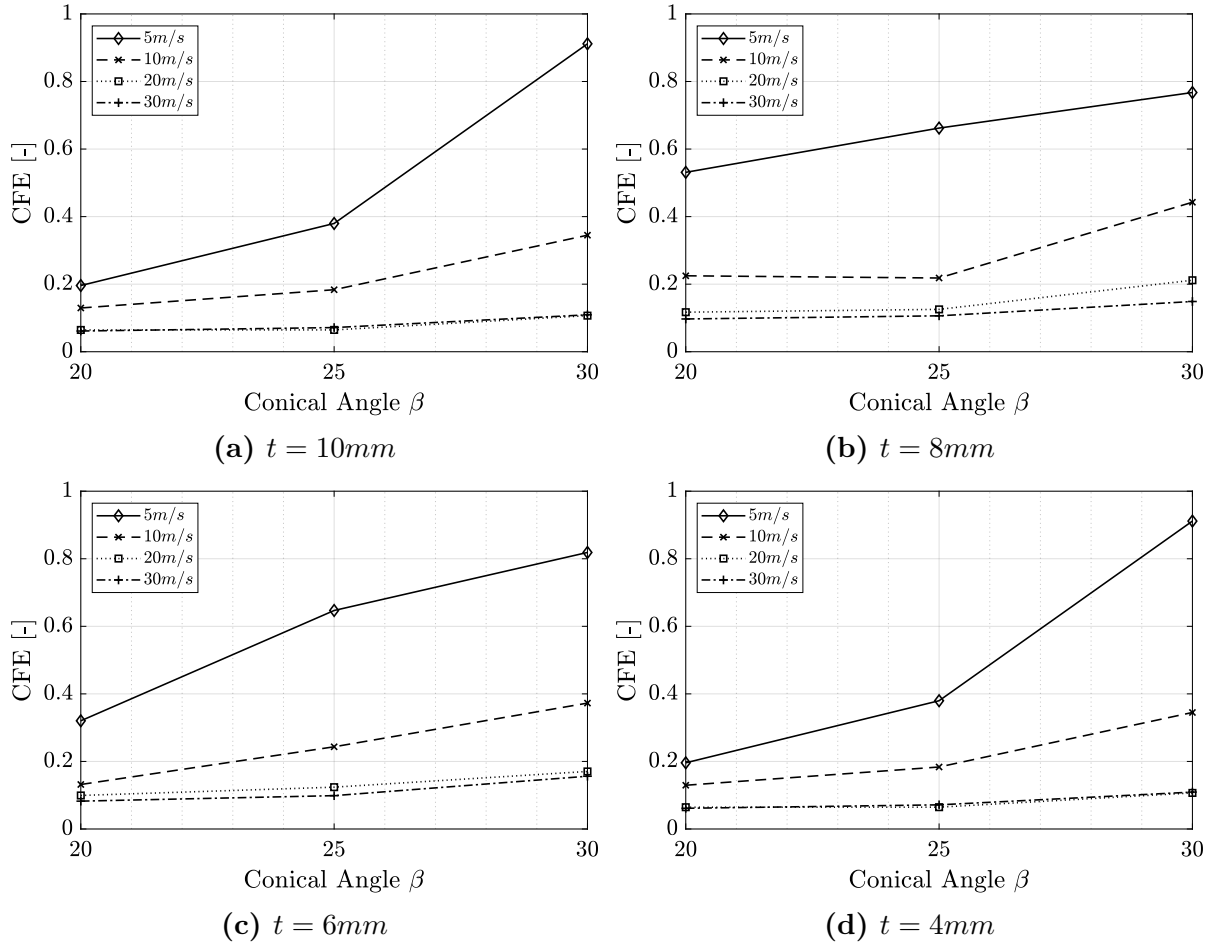 1
0.8
0.6
0.4
0.2
0
CFE [-]
5m/s
10m/s
20m/s
30m/s
20 25 30
Conical Angle β
(a) t = 10mm
1
0.8
0.6
0.4
0.2
0
CFE [-]
5m/s
10m/s
20m/s
30m/s
20 25 30
Conical Angle β
(b) t = 8mm
1
0.8
0.6
0.4
0.2
0
CFE [-]
5m/s
10m/s
20m/s
30m/s
20 25 30
Conical Angle β
(c) t = 6mm
1
0.8
0.6
0.4
0.2
0
CFE [-]
5m/s
10m/s
20m/s
30m/s
20 25 30
Conical Angle β
(d) t = 4mm